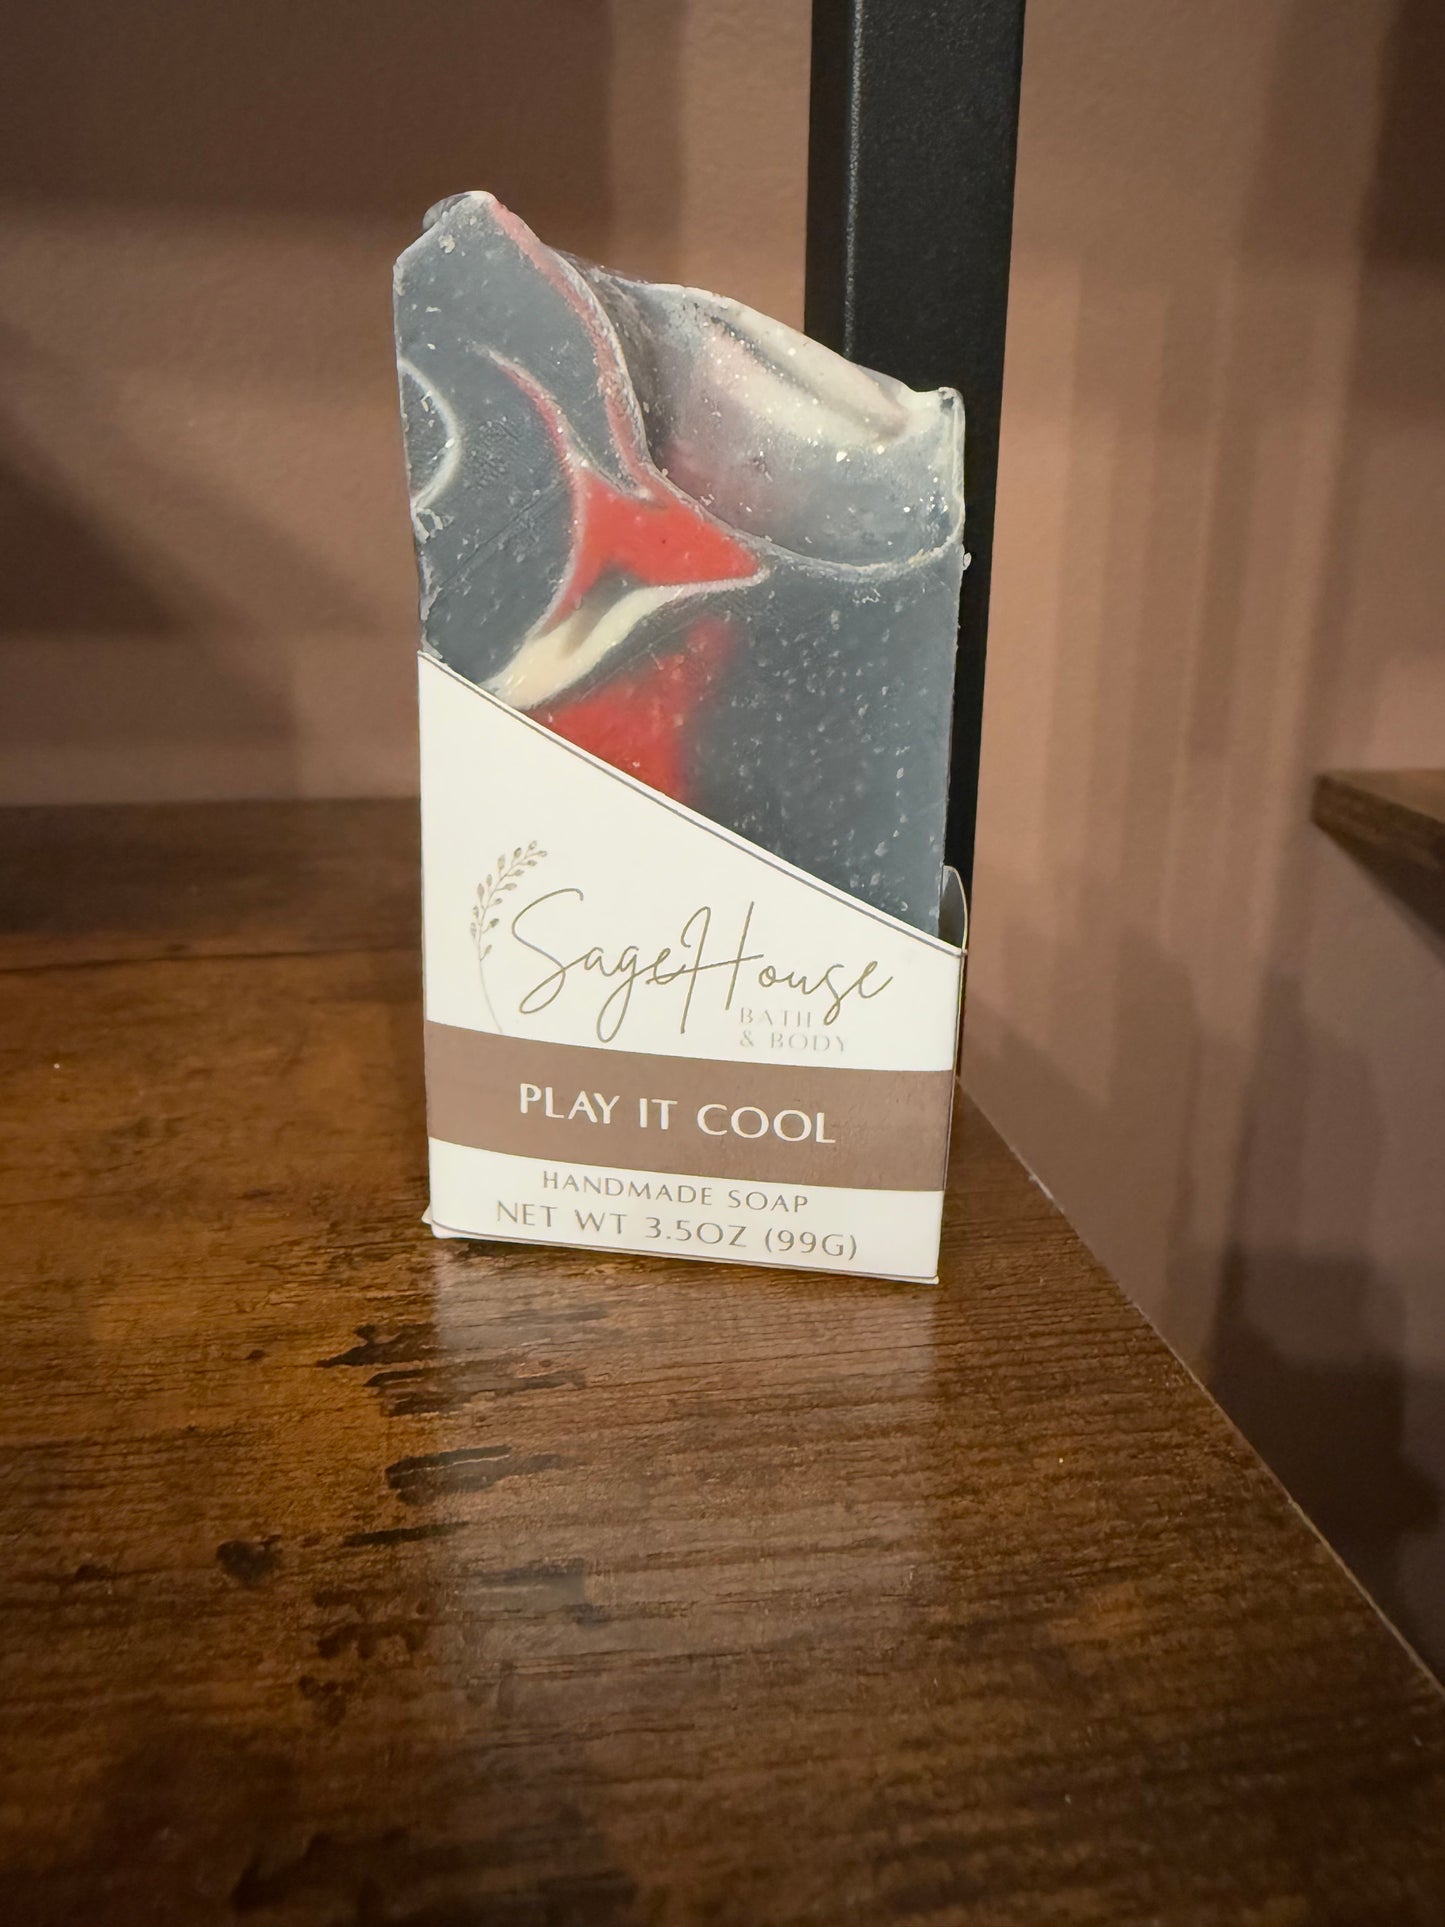 SageHouse
BATH
& BODY
PLAY IT COOL
HANDMADE SOAP
NET WT 3.5OZ (99G)